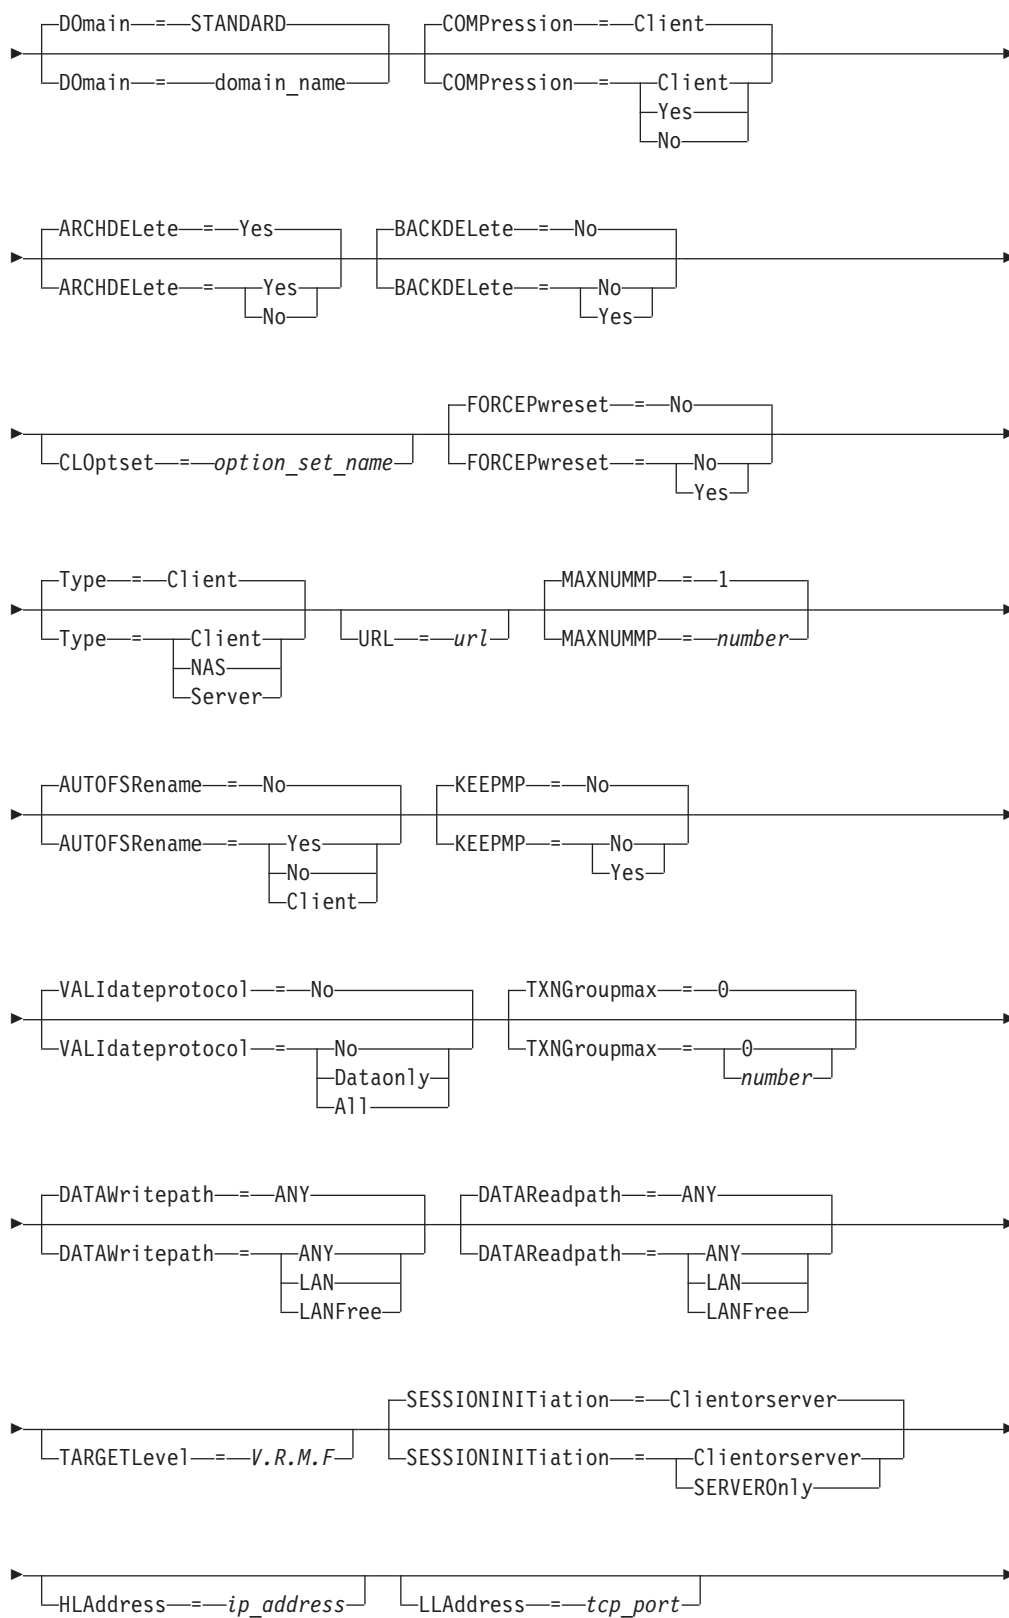 DOmain = STANDARD COMPression = Client
DOmain = domain_name COMPression = Client
Yes
No
ARCHDELete = Yes BACKDELete = No
ARCHDELete = Yes BACKDELete = No
No Yes
FORCEPwreset = No
CLOptset = option_set_name FORCEPwreset = No
Yes
Type = Client MAXNUMMP = 1
Type = Client URL = url MAXNUMMP = number
NAS
Server
AUTOFSRename = No KEEPMP = No
AUTOFSRename = Yes KEEPMP = No
No Yes
Client
VALIdateprotocol = No TXNGroupmax = 0
VALIdateprotocol = No TXNGroupmax = 0
Dataonly number
All
DATAWritepath = ANY DATAReadpath = ANY
DATAWritepath = ANY DATAReadpath = ANY
LAN LAN
LANFree LANFree
SESSIONINITiation = Clientorserver
TARGETLevel = V.R.M.F SESSIONINITiation = Clientorserver
SERVEROnly
HLAddress = ip_address LLAddress = tcp_port